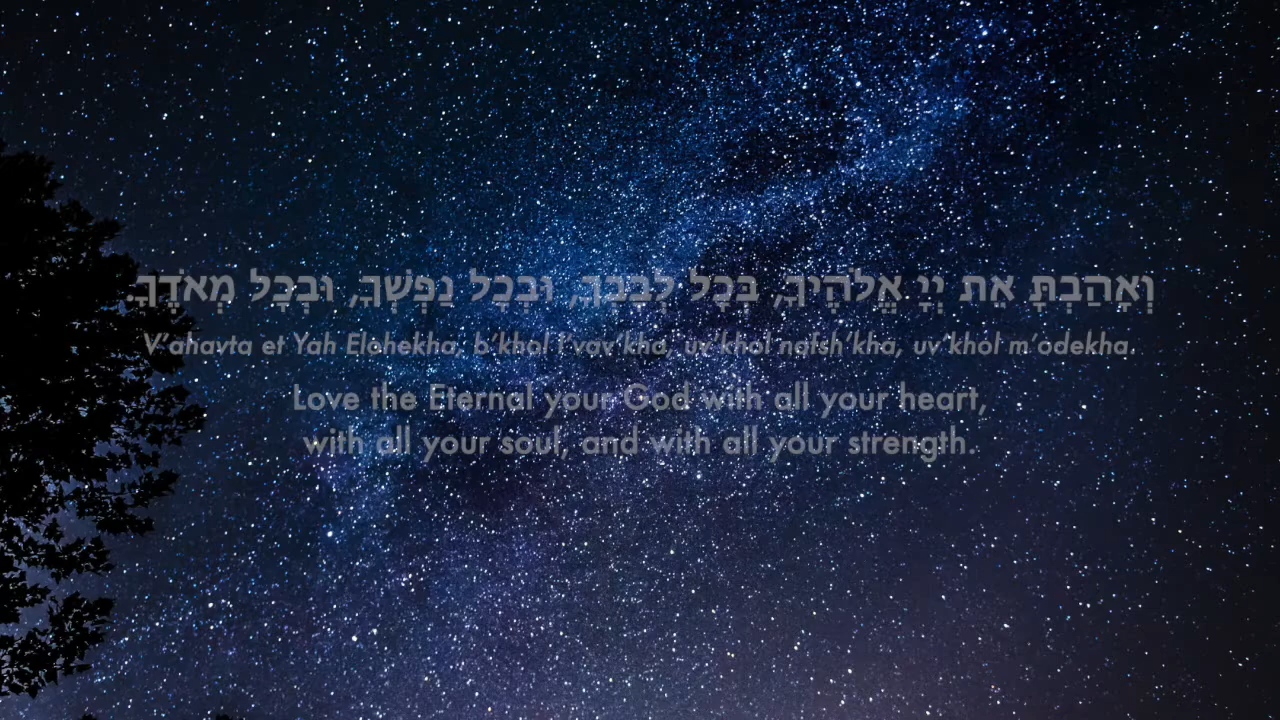 וְאָהַבְתָּ אֵת יְיָ אֱלֹהֶיךָ, בְּכָל לְבָבְךָ, וּבְכָל נַפְשְׁךָ, וּבְכָל מְאֹדֶךָ.
V’ahavta et Yah Elohekha, b’khol l’vav’kha, uv’khol nafsh’kha, uv’khol m’odekha.
Love the Eternal your God with all your heart,
with all your soul, and with all your strength.